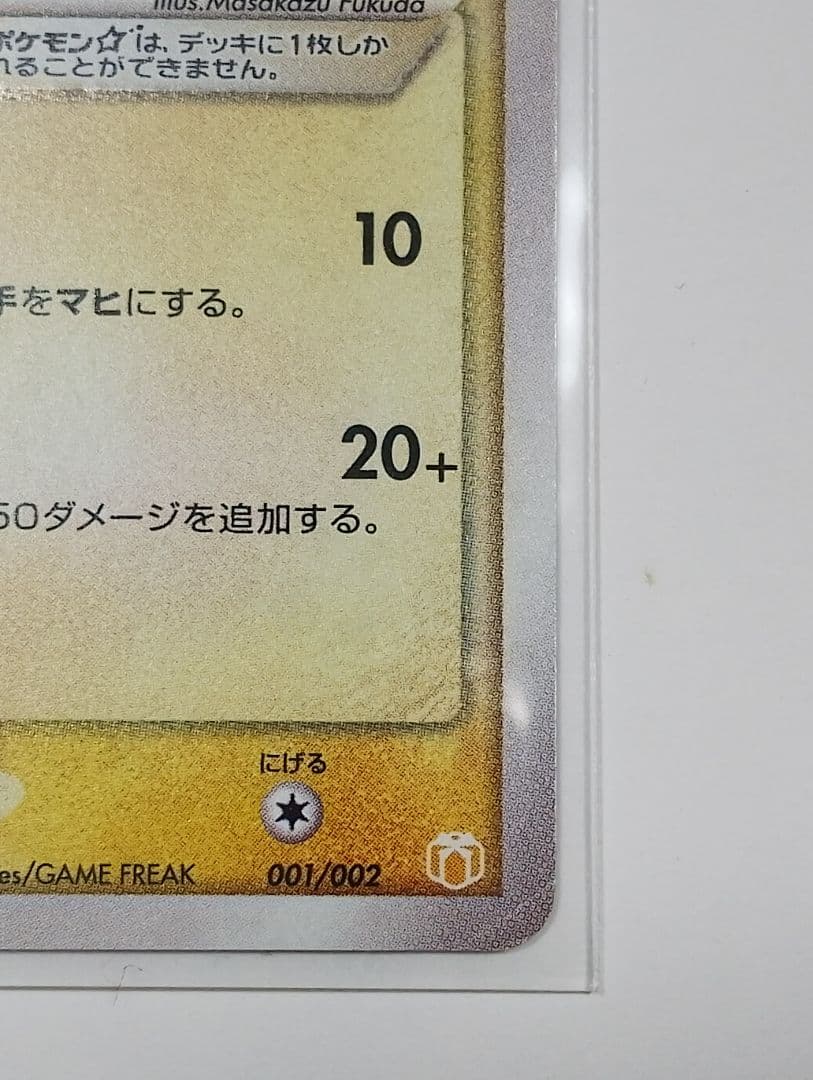 Illus.Masakazu Fukuda
ポケモン☆は、デッキに1枚しか
れることができません。
10
手をマヒにする。
20+
50ダメージを追加する。
にげる
es/GAME FREAK 001/002